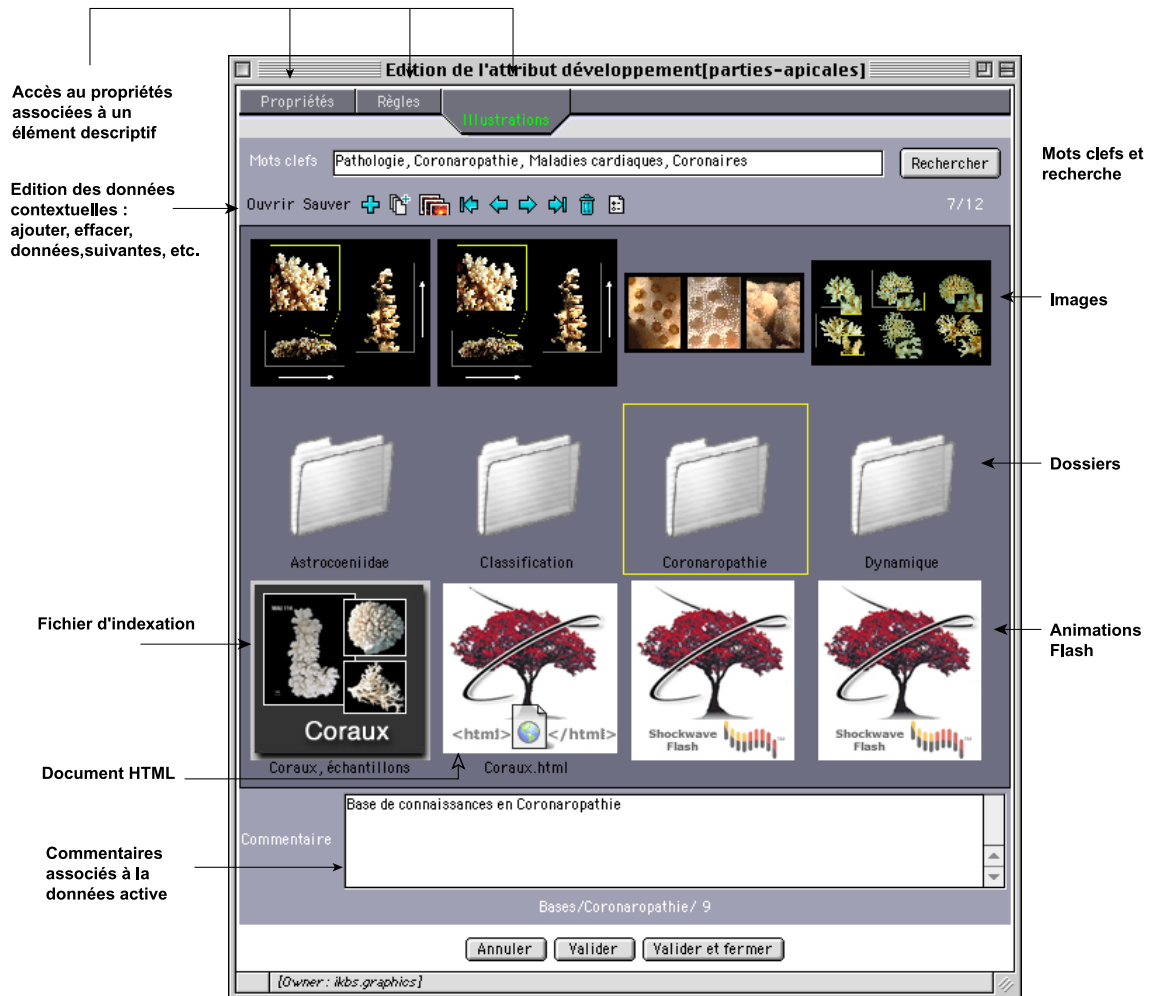 Edition de l'attribut développement[parties-apicales]
Accès au propriétés
associées à un
élément descriptif
Propriétés
Règles
Illustrations
Mots clefs
Pathologie, Coronaropathie, Maladies cardiaques, Coronaires
Rechercher
Mots clefs et
recherche
Edition des données
contextuelles :
ajouter, effacer,
données,suivantes, etc.
Ouvrir Sauver
7/12
Images
Dossiers
Astrocoeniidae
Classification
Coronaropathie
Dynamique
Fichier d'indexation
Coraux
Coraux, échantillons
<html> </html>
Coraux.html
Shockwave
Flash
Shockwave
Flash
Animations
Flash
Document HTML
Commentaire
Base de connaissances en Coronaropathie
Commentaires
associés à la
données active
Bases/Coronaropathie/ 9
Annuler
Valider
Valider et fermer
[Owner : ikbs.graphics]